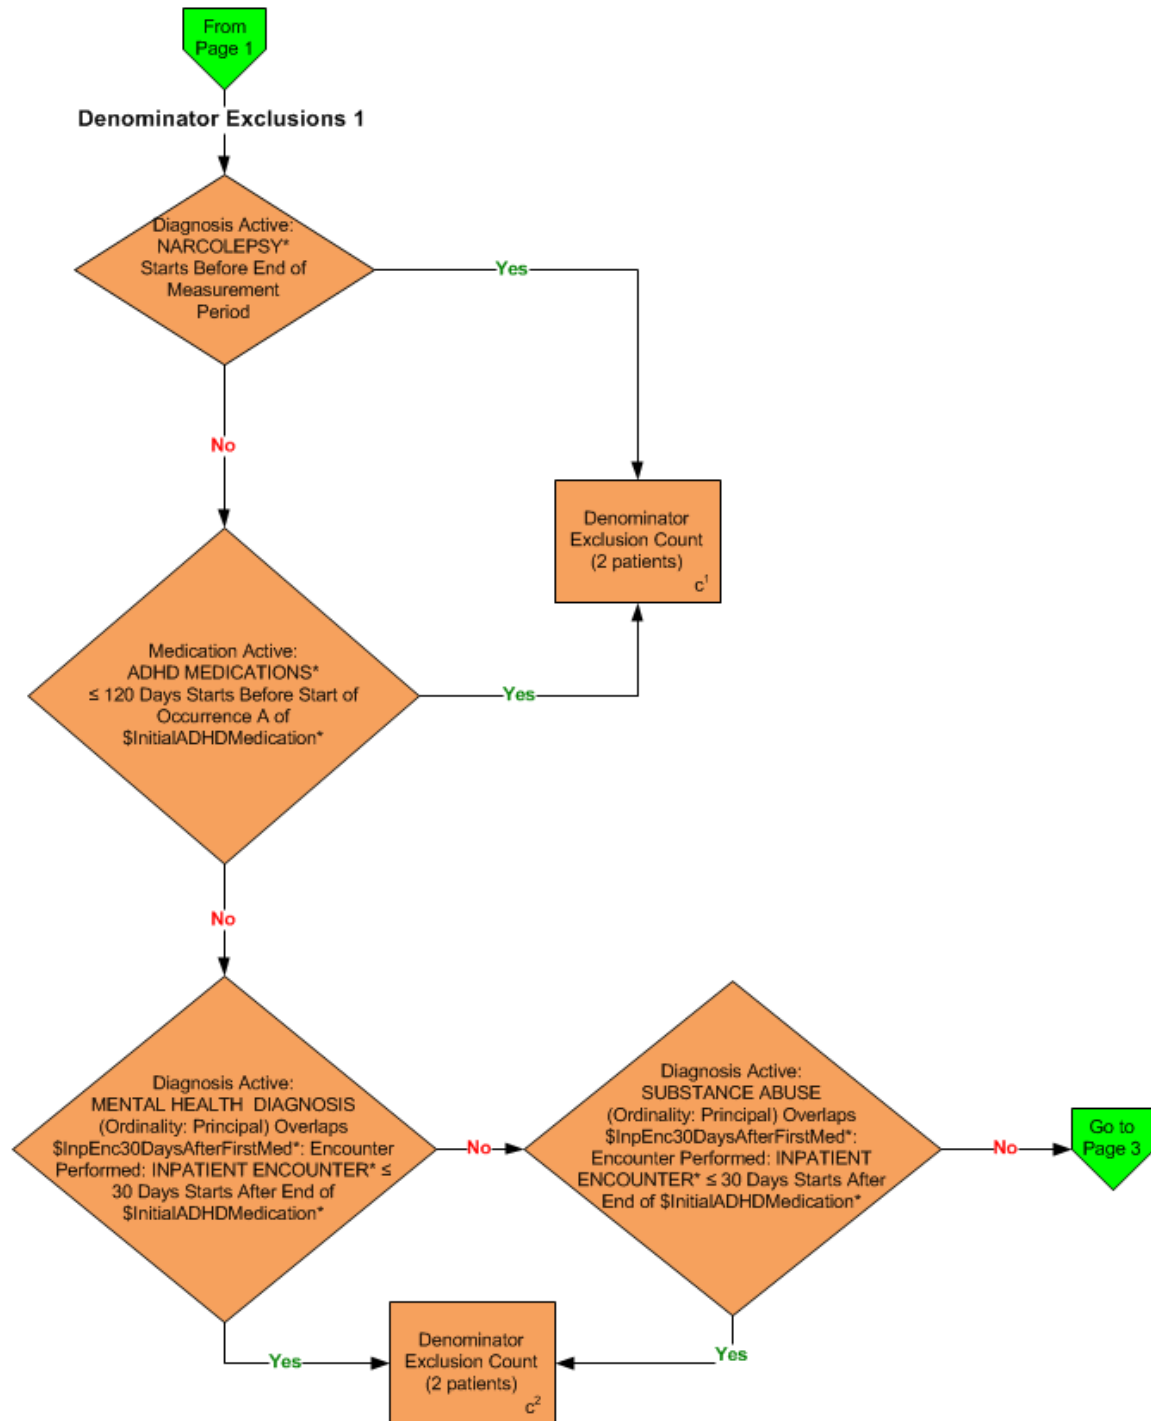 From
Page 1
Denominator Exclusions 1
Diagnosis Active:
NARCOLEPSY*
Starts Before End of
Measurement
Period
Yes
No
Denominator
Exclusion Count
(2 patients)
c¹
Medication Active:
ADHD MEDICATIONS*
≤ 120 Days Starts Before Start of
Occurrence A of
$InitialADHDMedication*
Yes
No
Diagnosis Active:
MENTAL HEALTH DIAGNOSIS
(Ordinality: Principal) Overlaps
$InpEnc30DaysAfterFirstMed*: Encounter
Performed: INPATIENT ENCOUNTER* ≤
30 Days Starts After End of
$InitialADHDMedication*
No
Diagnosis Active:
SUBSTANCE ABUSE
(Ordinality: Principal) Overlaps
$InpEnc30DaysAfterFirstMed*:
Encounter Performed: INPATIENT
ENCOUNTER* ≤ 30 Days Starts After
End of $InitialADHDMedication*
No
Go to
Page 3
Yes
Denominator
Exclusion Count
(2 patients)
c²
Yes